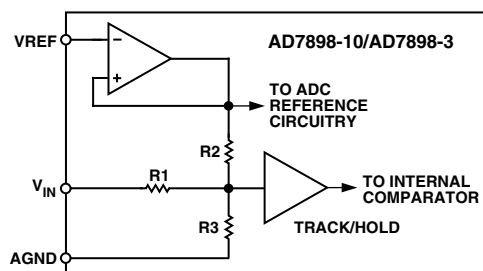 VREF
–
+
AD7898-10/AD7898-3
TO ADC
REFERENCE
CIRCUITRY
R2
VIN
R1
TO INTERNAL
COMPARATOR
R3
TRACK/HOLD
AGND